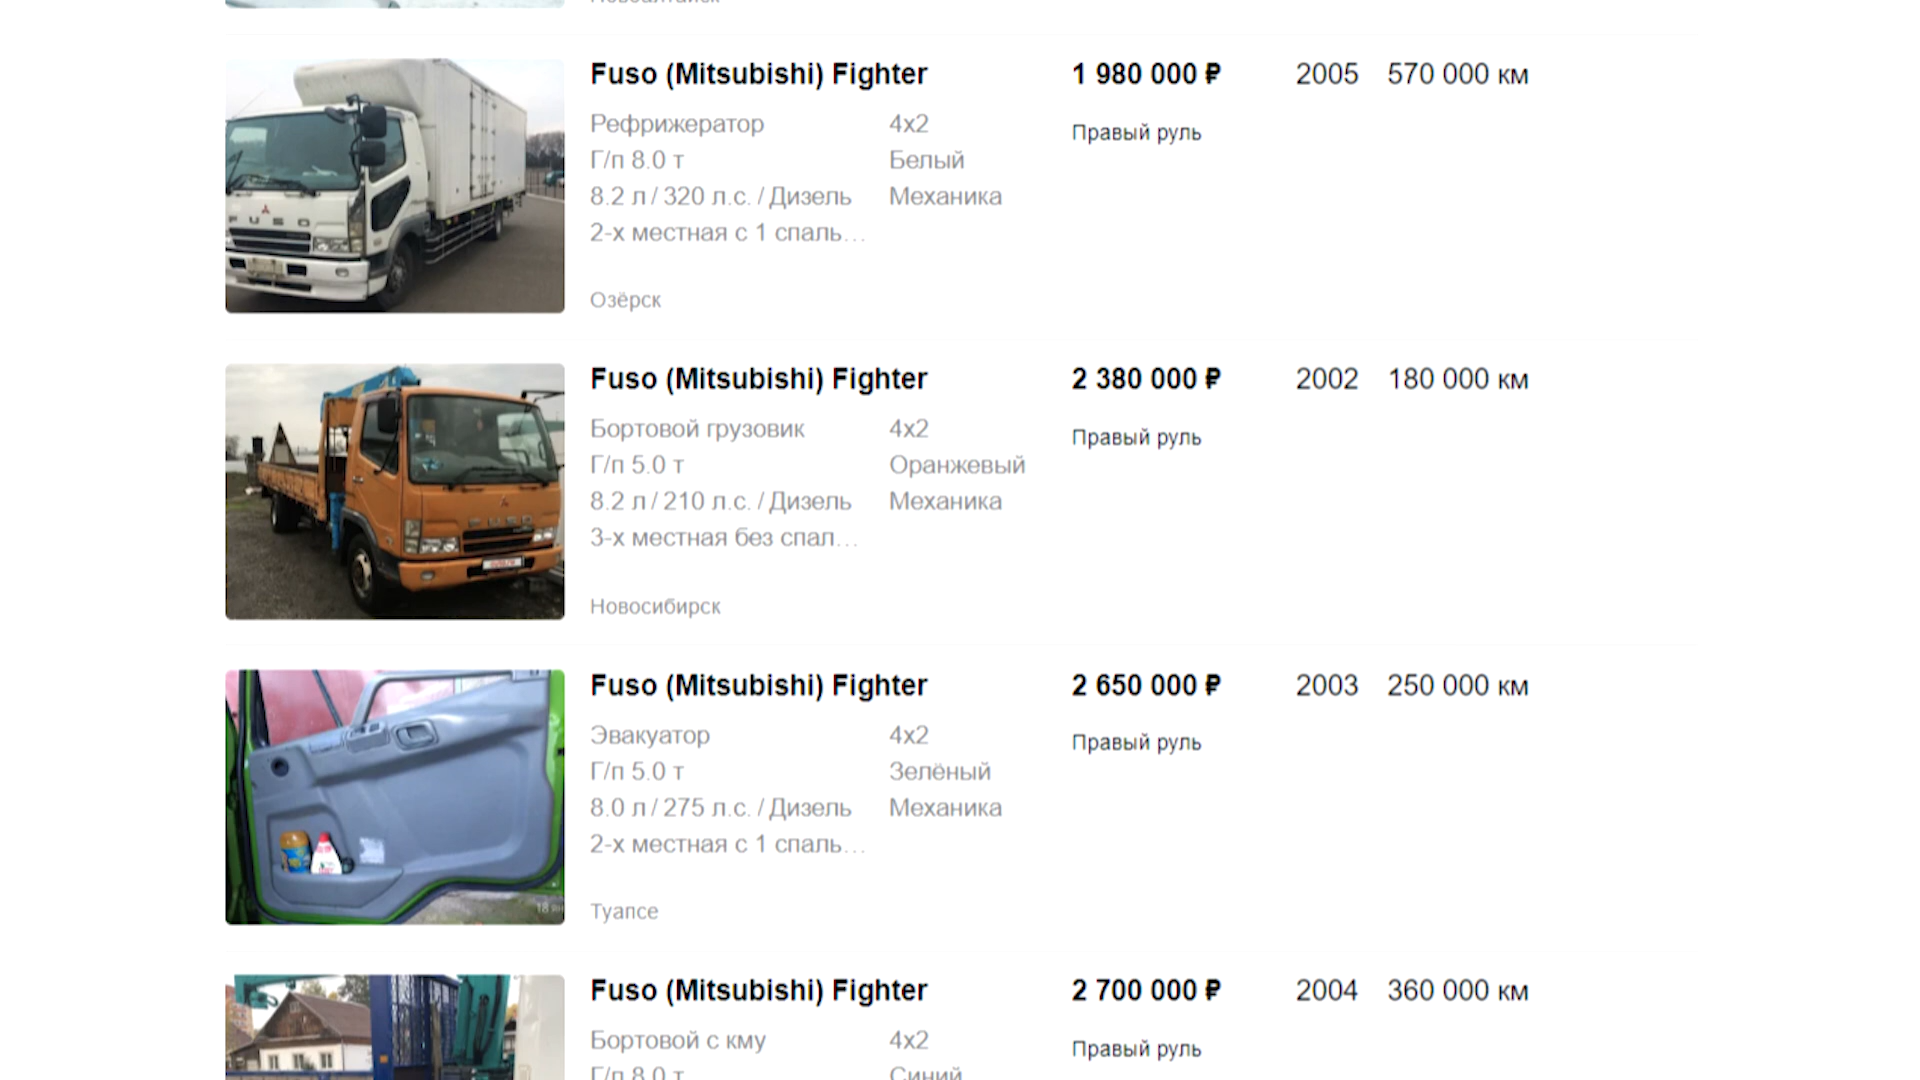 Fuso (Mitsubishi) Fighter 1 980 000 ₽ 2005 570 000 км
Рефрижератор 4x2 Правый руль
Г/п 8.0 т Белый
8.2 л / 320 л.с. / Дизель Механика
2-х местная с 1 спаль…
Озёрск
FUSO
Fuso (Mitsubishi) Fighter 2 380 000 ₽ 2002 180 000 км
Бортовой грузовик 4x2 Правый руль
Г/п 5.0 т Оранжевый
8.2 л / 210 л.с. / Дизель Механика
3-х местная без спал…
Новосибирск
FUSO
Fuso (Mitsubishi) Fighter 2 650 000 ₽ 2003 250 000 км
Эвакуатор 4x2 Правый руль
Г/п 5.0 т Зелёный
8.0 л / 275 л.с. / Дизель Механика
2-х местная с 1 спаль…
Туапсе
Fuso (Mitsubishi) Fighter 2 700 000 ₽ 2004 360 000 км
Бортовой с кму 4x2 Правый руль
Г/п 8.0 т Синий